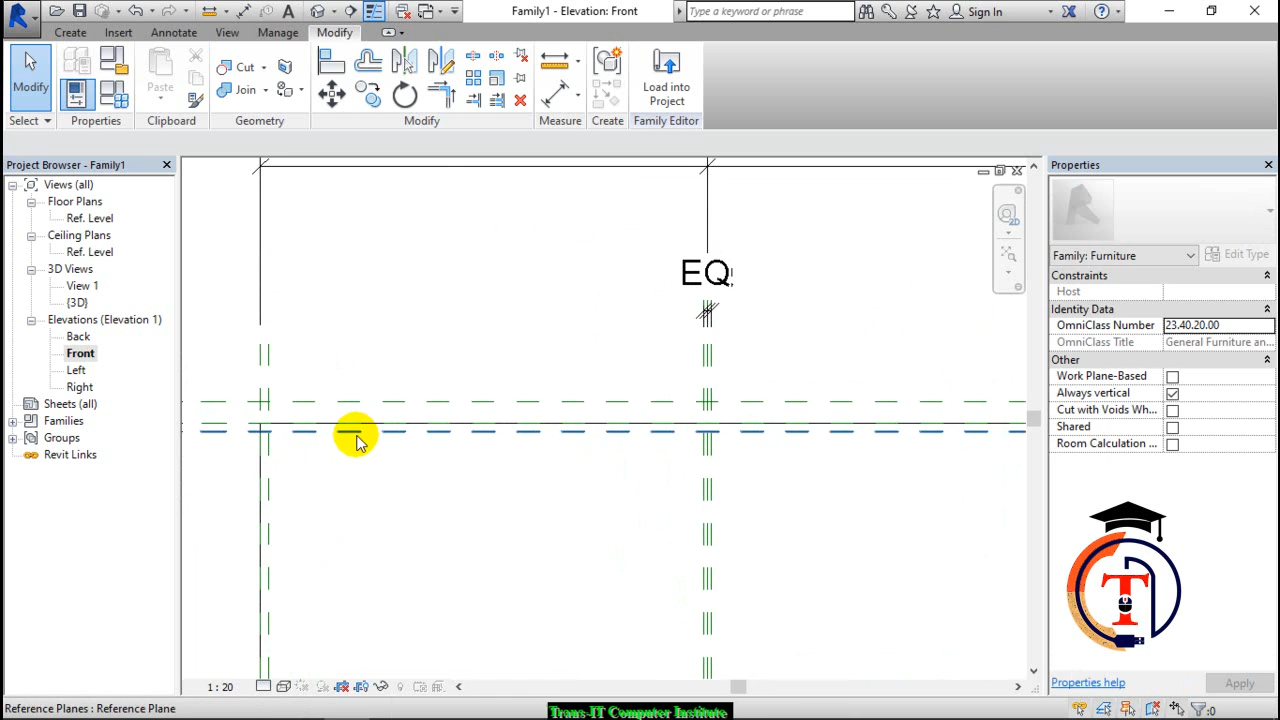 Family1 - Elevation: Front
Type a keyword or phrase
Sign In
Create
Insert
Annotate
View
Manage
Modify
Modify
Paste
Cut
Join
Load into
Project
Select
Properties
Clipboard
Geometry
Modify
Measure
Create
Family Editor
Project Browser - Family1
Views (all)
Floor Plans
Ref. Level
Ceiling Plans
Ref. Level
3D Views
View 1
{3D}
Elevations (Elevation 1)
Back
Front
Left
Right
Sheets (all)
Families
Groups
Revit Links
EQ
2D
Properties
Family: Furniture
Edit Type
Constraints
Host
Identity Data
OmniClass Number
23.40.20.00
OmniClass Title
General Furniture an...
Other
Work Plane-Based
Always vertical
Cut with Voids Wh...
Shared
Room Calculation ...
T
Properties help
Apply
1 : 20
Reference Planes : Reference Plane
Trans-IT Computer Institute
:0